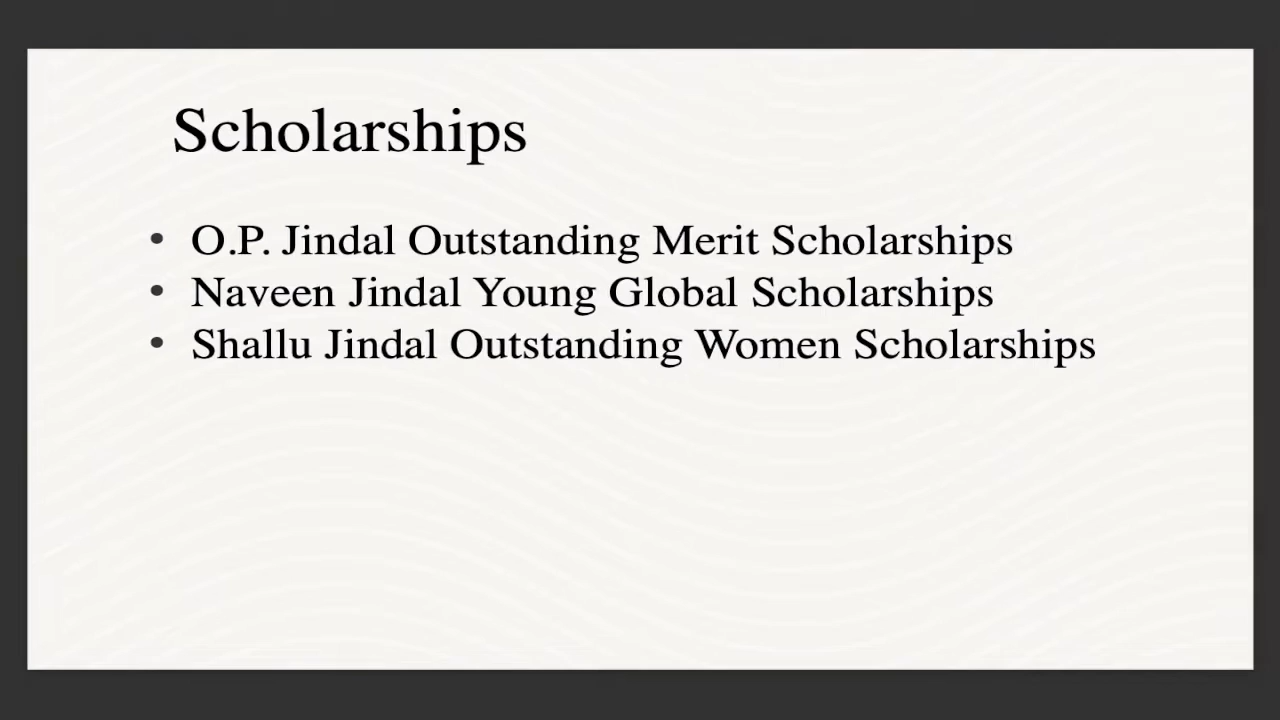 Scholarships
• O.P. Jindal Outstanding Merit Scholarships
• Naveen Jindal Young Global Scholarships
• Shallu Jindal Outstanding Women Scholarships